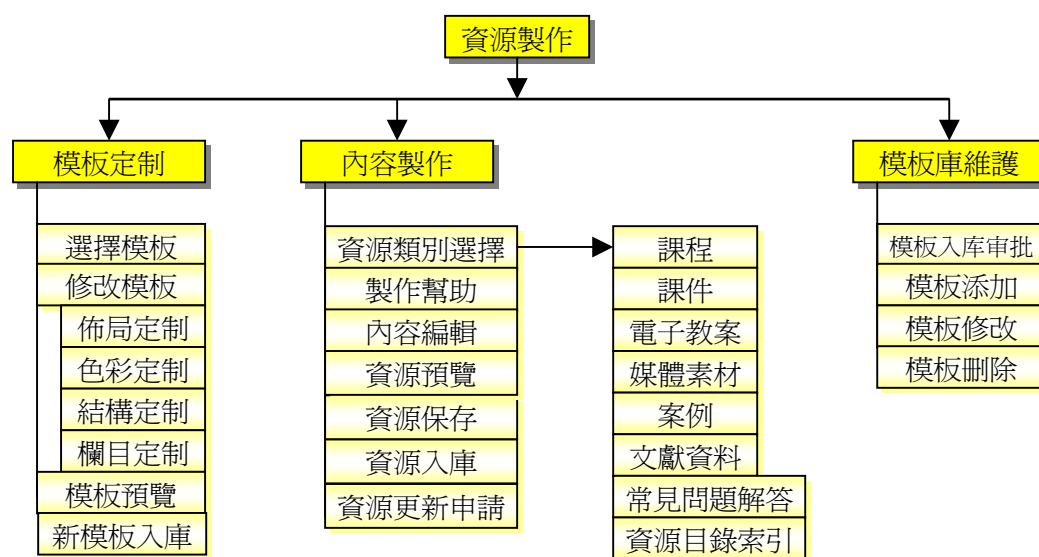 資源製作
模板定制
內容製作
模板庫維護
選擇模板
修改模板
佈局定制
色彩定制
結構定制
欄目定制
模板預覽
新模板入庫
資源類別選擇
製作幫助
內容編輯
資源預覽
資源保存
資源入庫
資源更新申請
課程
課件
電子教案
媒體素材
案例
文獻資料
常見問題解答
資源目錄索引
模板入库审批
模板添加
模板修改
模板刪除